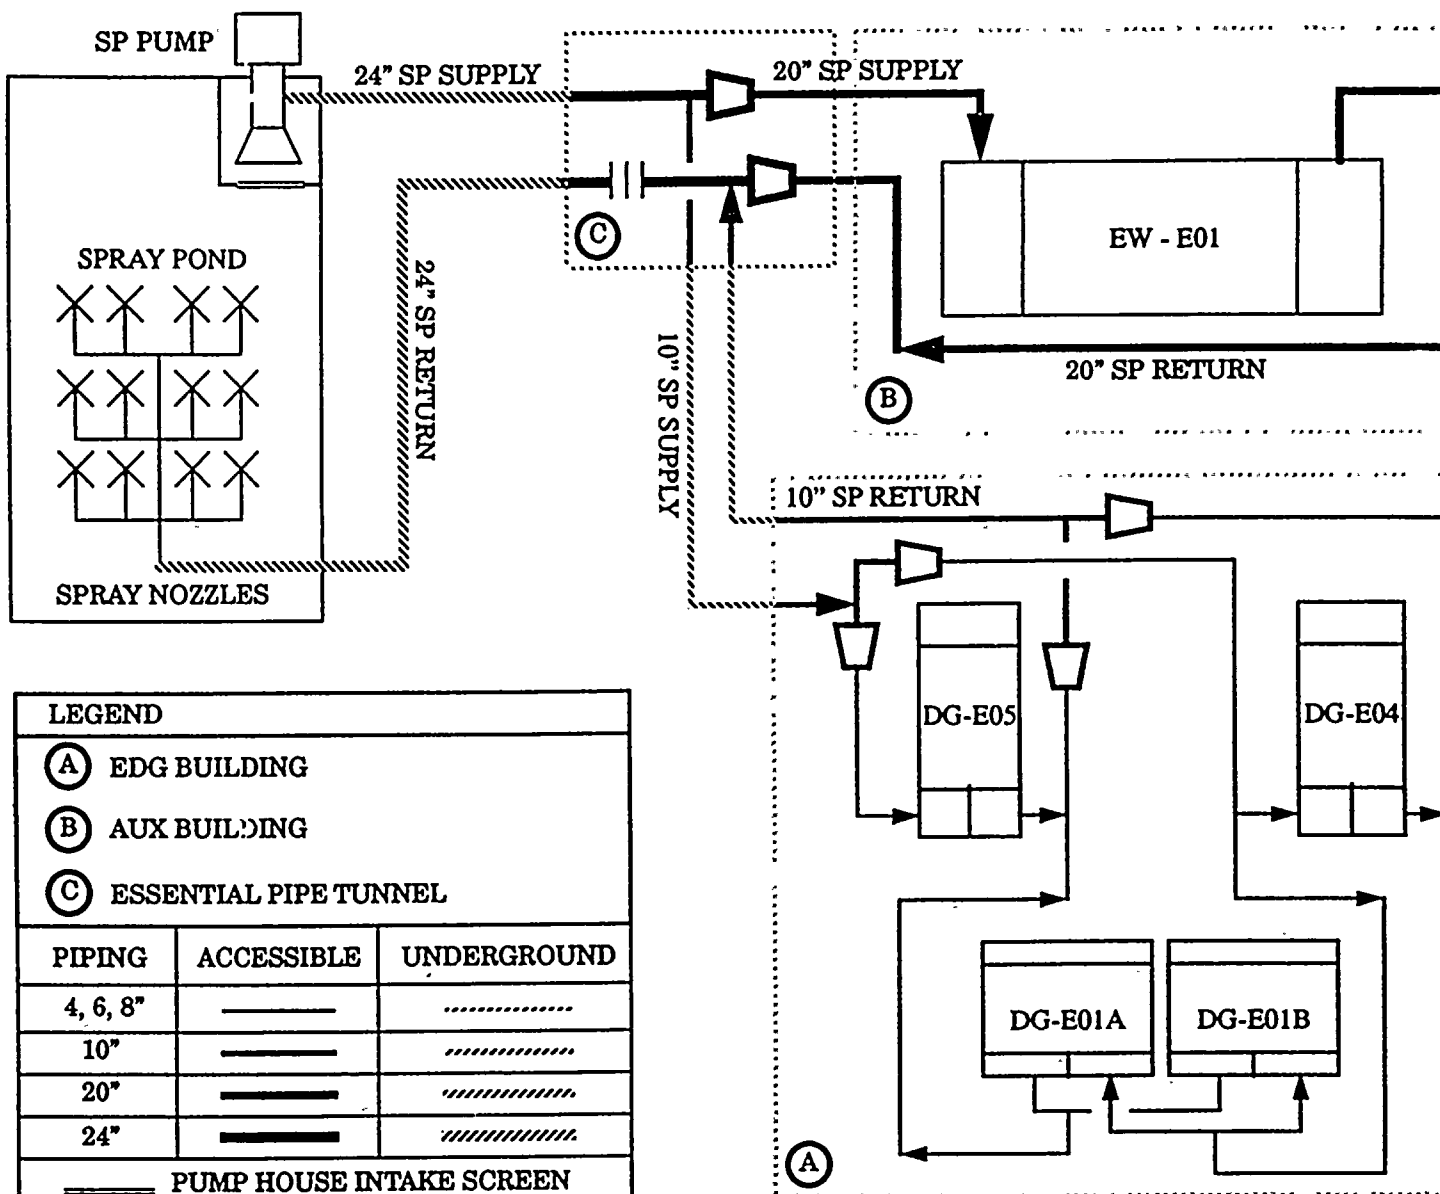 SP PUMP
24" SP SUPPLY
20" SP SUPPLY
C
EW - E01
SPRAY POND
24" SP RETURN
10" SP SUPPLY
20" SP RETURN
B
10" SP RETURN
SPRAY NOZZLES
DG-E05
DG-E04
LEGEND
A EDG BUILDING
B AUX BUILDING
C ESSENTIAL PIPE TUNNEL
PIPING ACCESSIBLE UNDERGROUND
4, 6, 8"
10"
20"
24"
PUMP HOUSE INTAKE SCREEN
DG-E01A
DG-E01B
A